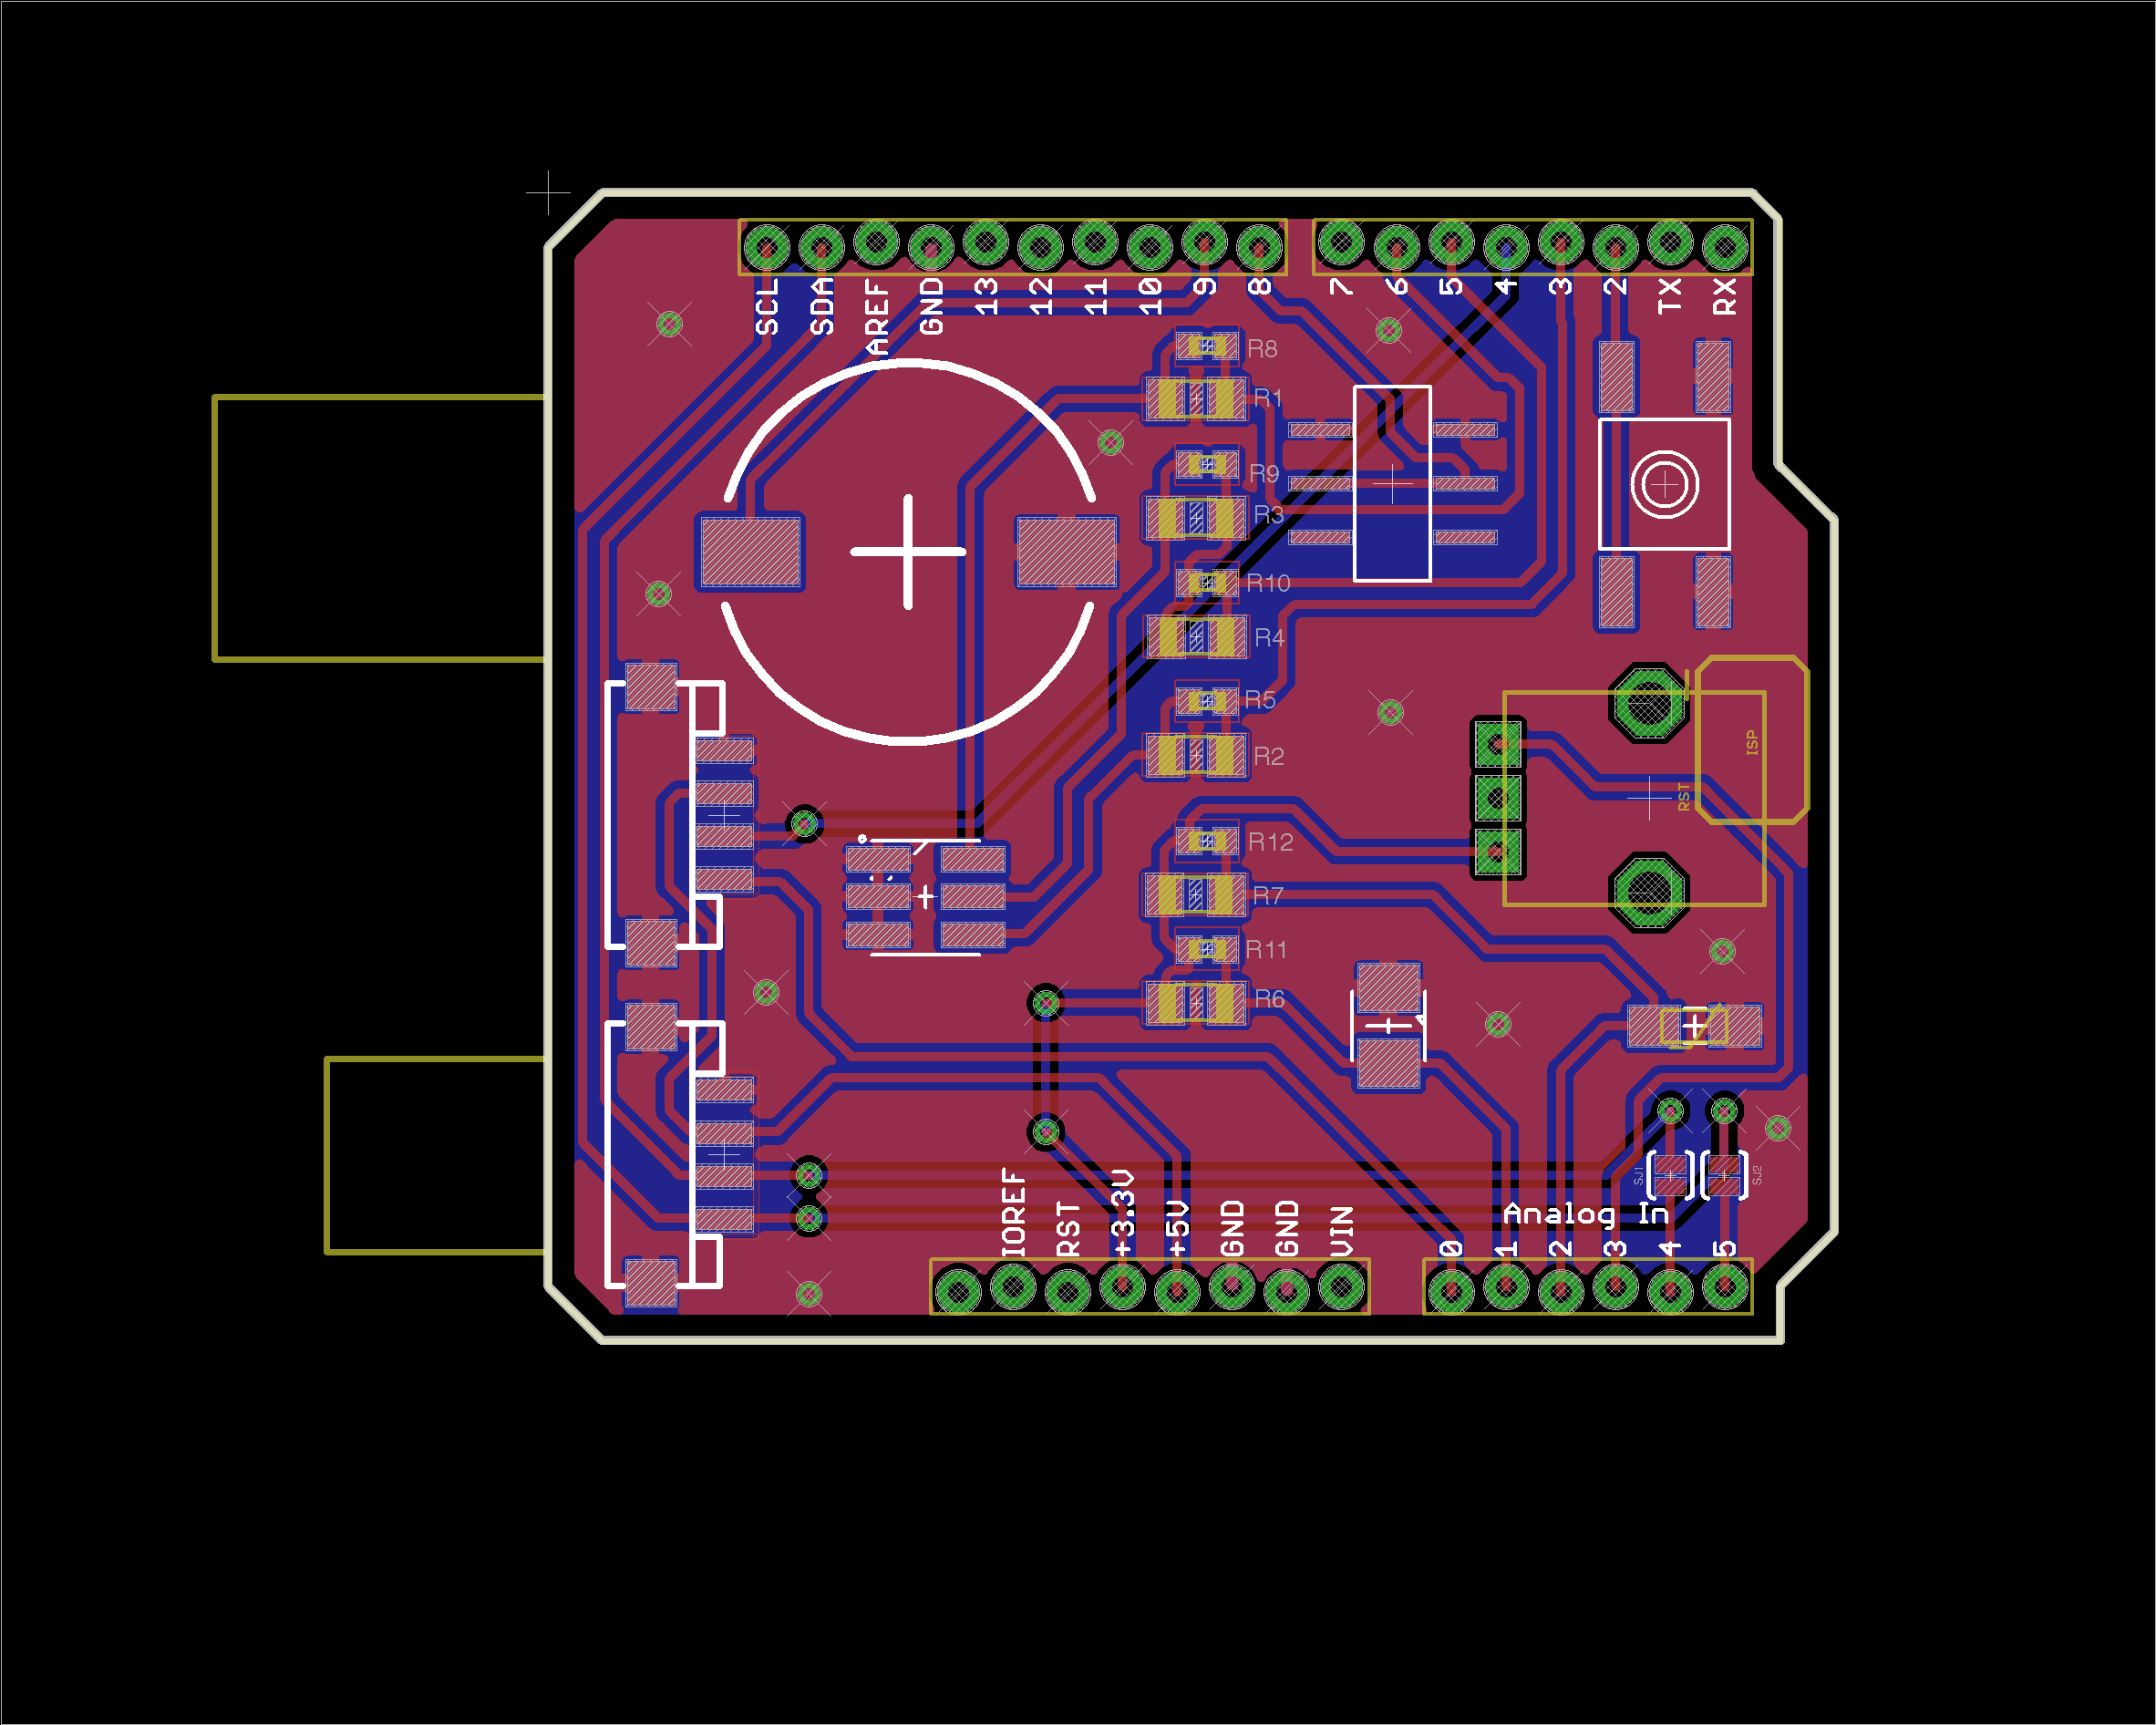 SCL
SDA
AREF
GND
13
12
11
10
9
8
7
6
5
4
3
2
TX
RX
R8
R1
R9
R3
R10
R4
R5
R2
ISP
RST
R12
R7
R11
R6
SJ1
SJ2
IOREF
RST
+3.3V
+5V
GND
GND
VIN
Analog In
0
1
2
3
4
5